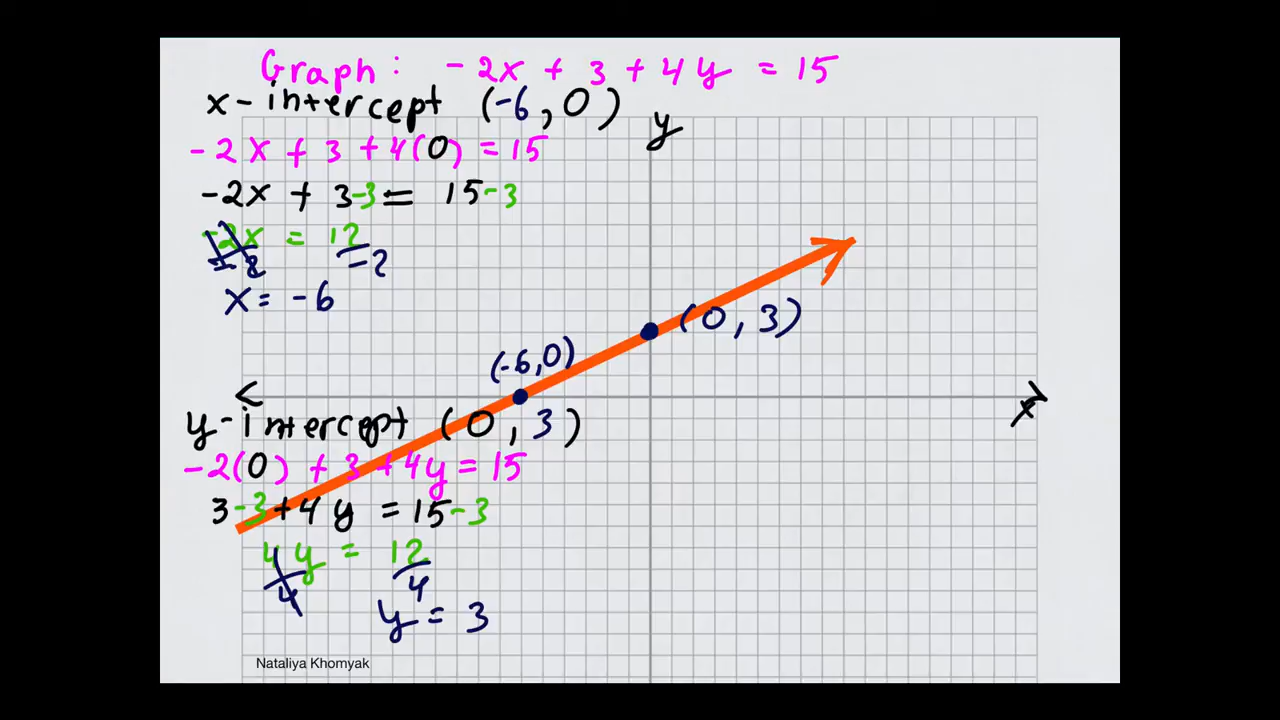 Graph: -2x + 3 + 4y = 15
x-intercept (-6, 0)
y
-2x + 3 + 4(0) = 15
-2x + 3-3 = 15-3
-2x = 12
-2 -2
x = -6
(0, 3)
(-6,0)
x
y-intercept (0, 3)
-2(0) + 3 + 4y = 15
3-3+4y = 15-3
4y = 12
4 4
y = 3
Nataliya Khomyak